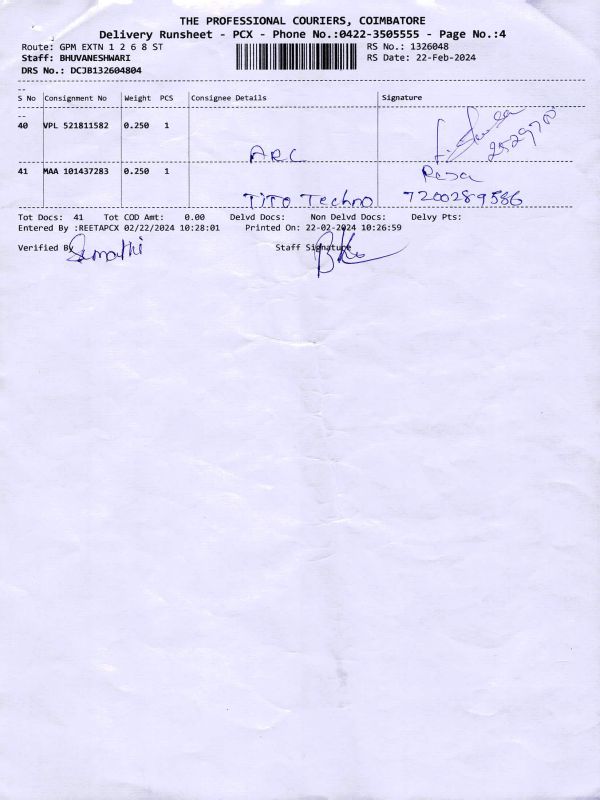 THE PROFESSIONAL COURIERS, COIMBATORE
Delivery Runsheet - PCX - Phone No.:0422-3505555 - Page No.:4
Route: GPM EXTN 1 2 6 8 ST RS No.: 1326048
Staff: BHUVANESHWARI RS Date: 22-Feb-2024
DRS No.: DCJB132604804
S No Consignment No Weight PCS Consignee Details Signature
40 VPL 521811582 0.250 1
ARC
41 MAA 101437283 0.250 1
TITO Techno 7200289586
Tot Docs: 41 Tot COD Amt: 0.00 Delvd Docs: Non Delvd Docs: Delvy Pts:
Entered By :REETAPCX 02/22/2024 10:28:01 Printed On: 22-02-2024 10:26:59
Verified By Sumathi Staff Signature